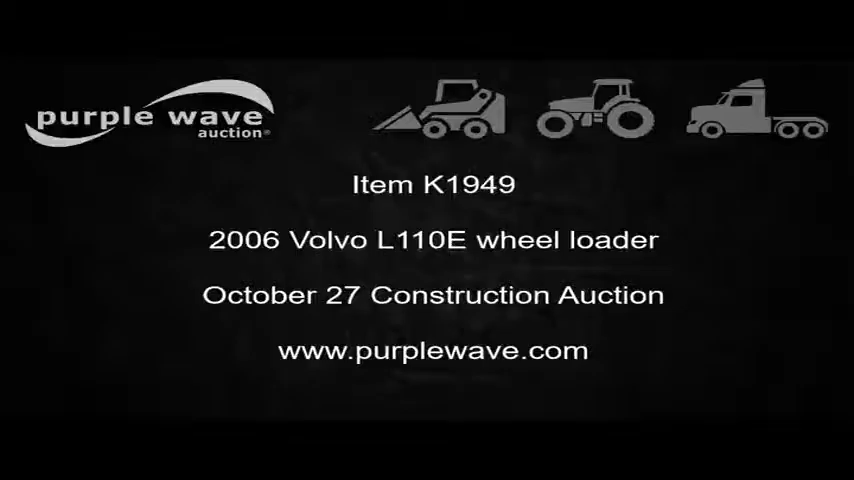 purple wave
auction®
Item K1949
2006 Volvo L110E wheel loader
October 27 Construction Auction
www.purplewave.com